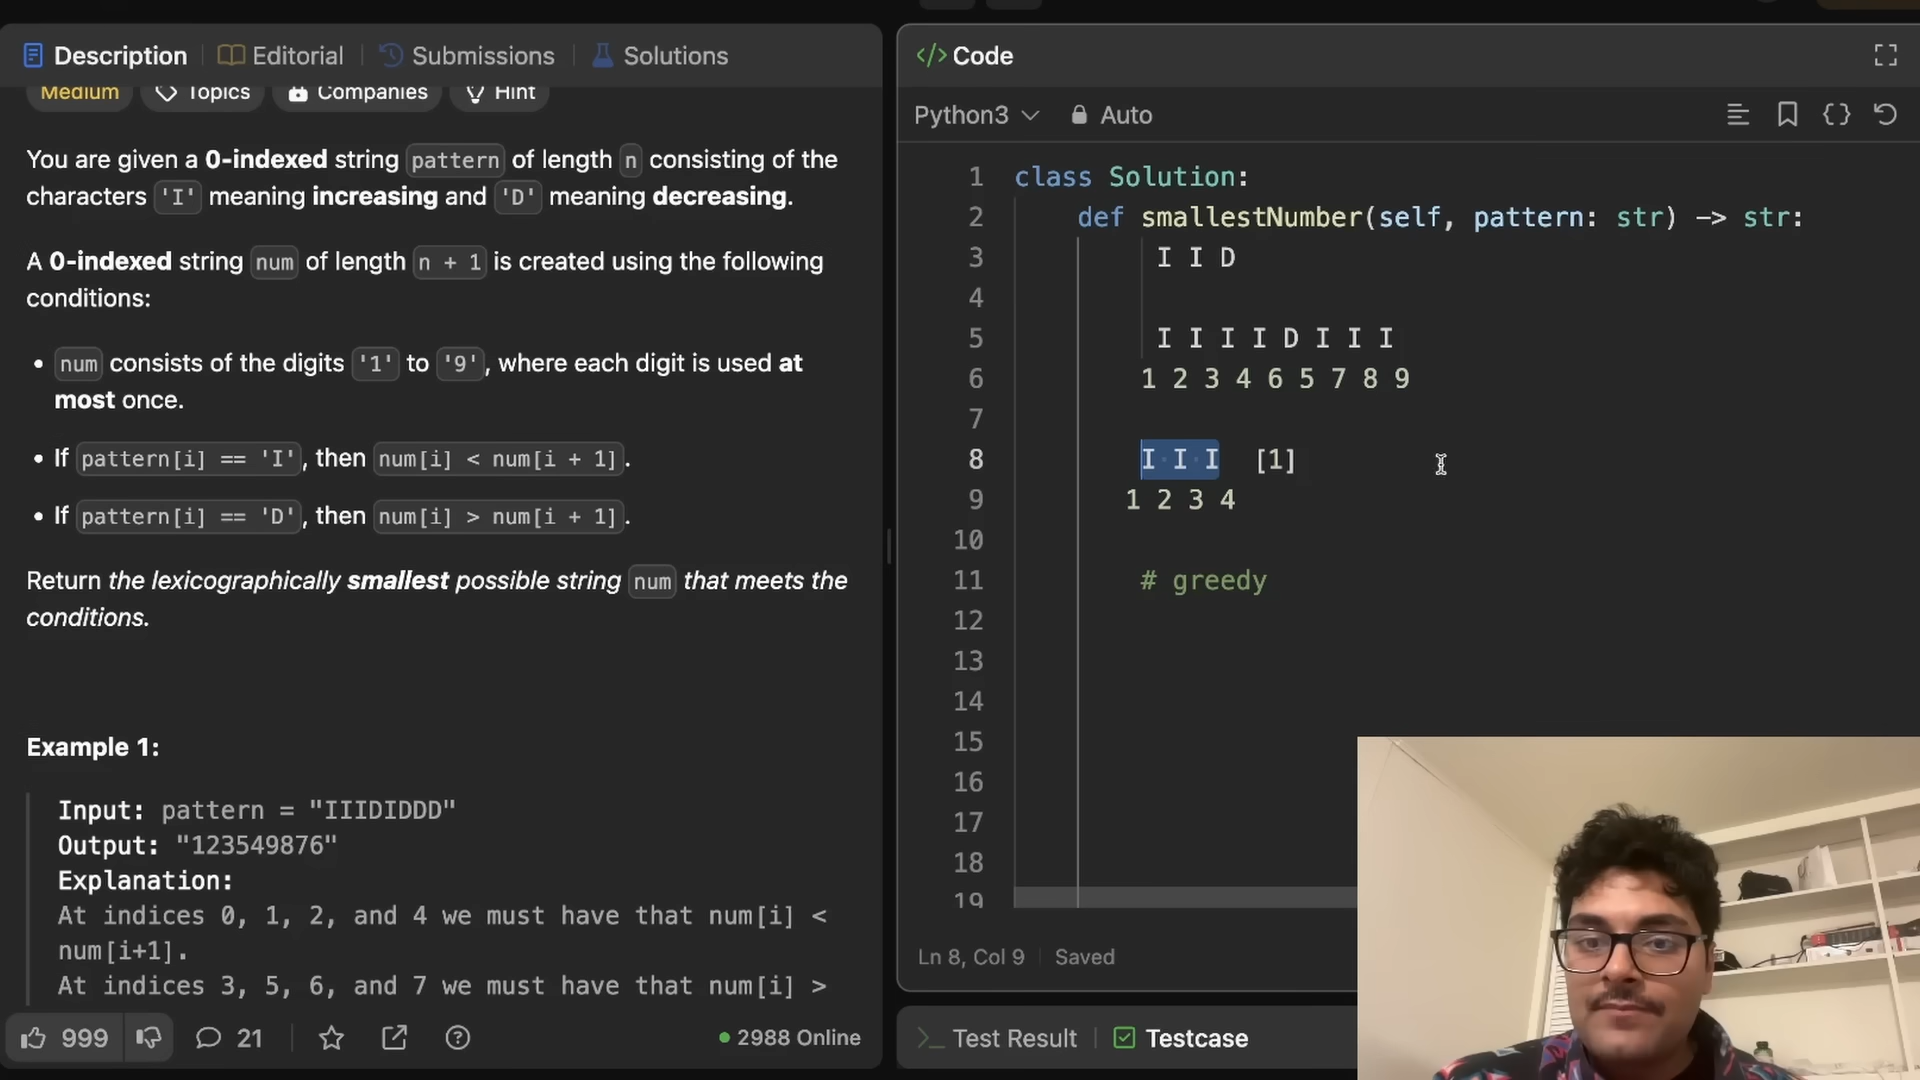 Description
Editorial
Submissions
Solutions
Medium
Topics
Companies
Hint
You are given a 0-indexed string pattern of length n consisting of the
characters 'I' meaning increasing and 'D' meaning decreasing.
A 0-indexed string num of length n + 1 is created using the following
conditions:
• num consists of the digits '1' to '9', where each digit is used at
most once.
• If pattern[i] == 'I', then num[i] < num[i + 1].
• If pattern[i] == 'D', then num[i] > num[i + 1].
Return the lexicographically smallest possible string num that meets the
conditions.
Example 1:
Input: pattern = "IIIDIDDD"
Output: "123549876"
Explanation:
At indices 0, 1, 2, and 4 we must have that num[i] <
num[i+1].
At indices 3, 5, 6, and 7 we must have that num[i] >
999
21
2988 Online
</> Code
Python3
Auto
1 class Solution:
2 def smallestNumber(self, pattern: str) -> str:
3 I I D
4
5 I I I I D I I I
6 1 2 3 4 6 5 7 8 9
7
8 I I I [1]
9 1 2 3 4
10
11 # greedy
12
13
14
15
16
17
18
19
Ln 8, Col 9
Saved
Test Result
Testcase